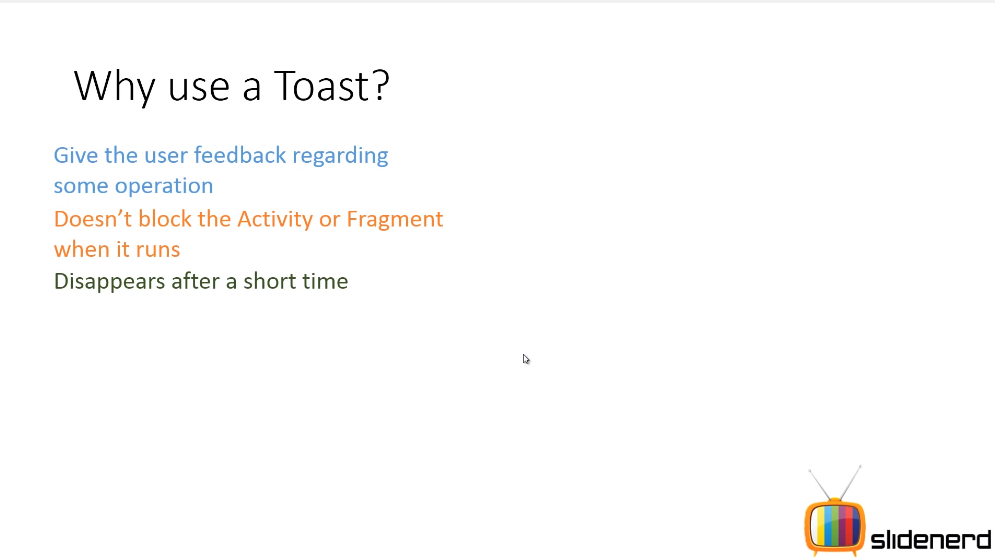 Why use a Toast?
Give the user feedback regarding
some operation
Doesn’t block the Activity or Fragment
when it runs
Disappears after a short time
slidenerd